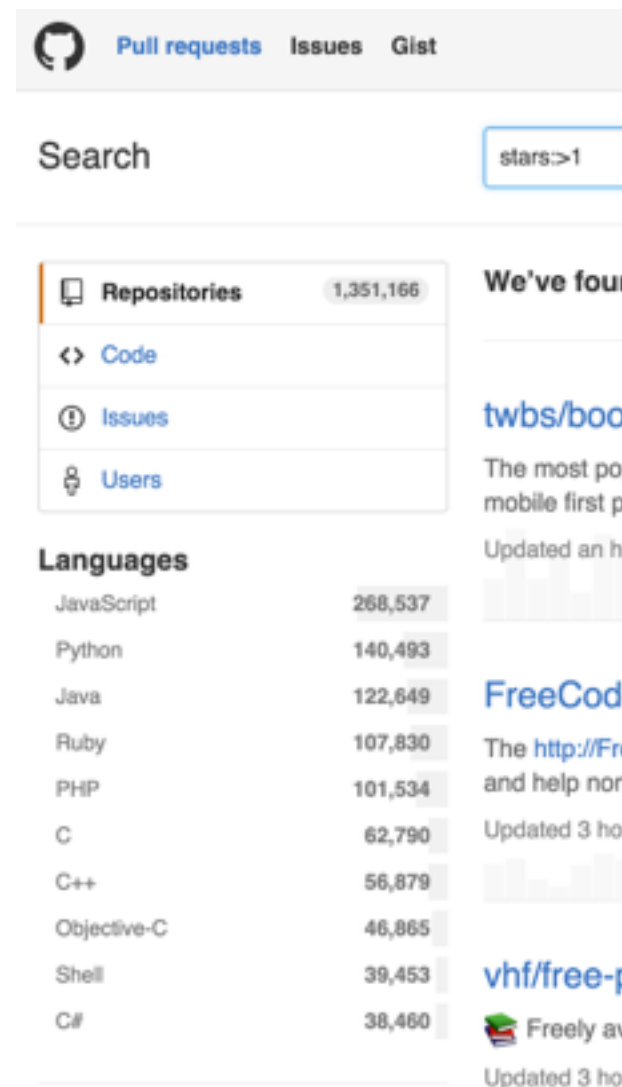 Pull requests Issues Gist
Search
stars:>1
Repositories 1,351,166
Code
Issues
Users
Languages
JavaScript 268,537
Python 140,493
Java 122,649
Ruby 107,830
PHP 101,534
C 62,790
C++ 56,879
Objective-C 46,865
Shell 39,453
C# 38,460
We've four
twbs/boo
The most po
mobile first p
Updated an h
FreeCod
The http://Fr
and help nor
Updated 3 ho
vhf/free-p
Freely av
Updated 3 ho